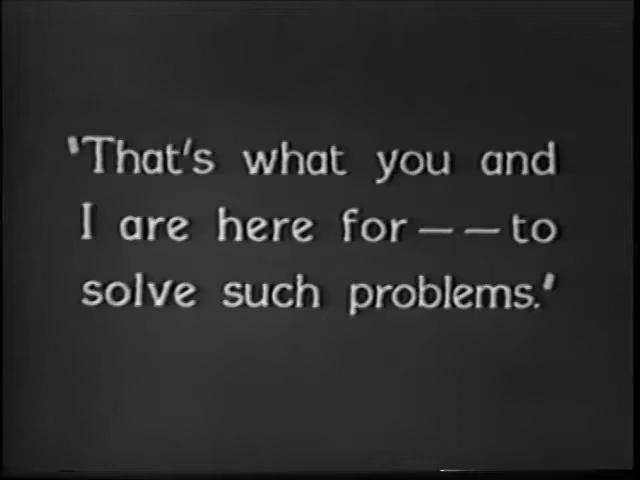 'That's what you and
I are here for — — to
solve such problems.'